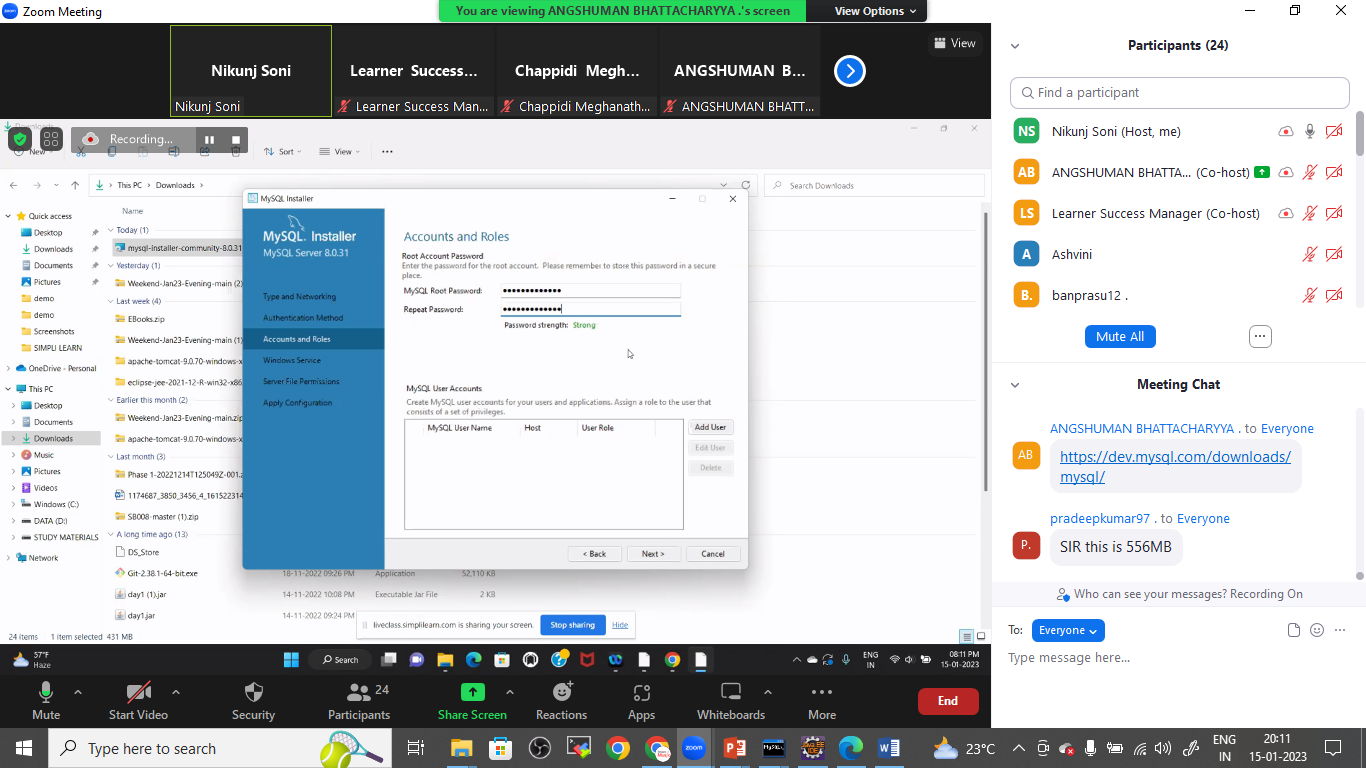 Zoom Meeting
You are viewing ANGSHUMAN BHATTACHARYYA .'s screen
View Options
Nikunj Soni
Learner Success...
Chappidi Megh...
ANGSHUMAN B...
View
Nikunj Soni
Learner Success Man...
Chappidi Meghanath...
ANGSHUMAN BHATT...
Recording...
New
Sort
View
This PC > Downloads >
Search Downloads
Name
Quick access
Desktop
Downloads
Documents
Pictures
demo
demo
Screenshots
SIMPLI LEARN
OneDrive - Personal
This PC
Desktop
Documents
Downloads
Music
Pictures
Videos
Windows (C:)
DATA (D:)
STUDY MATERIALS
Network
Today (1)
mysql-installer-community-8.0.31
Yesterday (1)
Weekend-Jan23-Evening-main (2)
Last week (4)
EBooks.zip
Weekend-Jan23-Evening-main (1)
apache-tomcat-9.0.70-windows-x
eclipse-jee-2021-12-R-win32-x86
Earlier this month (2)
Weekend-Jan23-Evening-main.zip
apache-tomcat-9.0.70-windows-x
Last month (3)
Phase 1-20221214T125049Z-001.
1174687_3850_3456_4_161522314
SB008-master (1).zip
A long time ago (13)
DS_Store
Git-2.38.1-64-bit.exe
18-11-2022 09:26 PM
Application
52,110 KB
day1 (1).jar
14-11-2022 10:08 PM
Executable Jar File
2 KB
day1.jar
14-11-2022 09:24 PM
24 items
1 item selected 431 MB
MySQL Installer
MySQL. Installer
MySQL Server 8.0.31
Type and Networking
Authentication Method
Accounts and Roles
Windows Service
Server File Permissions
Apply Configuration
Accounts and Roles
Root Account Password
Enter the password for the root account. Please remember to store this password in a secure
place.
MySQL Root Password:
Repeat Password:
Password strength: Strong
MySQL User Accounts
Create MySQL user accounts for your users and applications. Assign a role to the user that
consists of a set of privileges.
MySQL User Name
Host
User Role
Add User
Edit User
Delete
< Back
Next >
Cancel
liveclass.simplilearn.com is sharing your screen.
Stop sharing
Hide
57°F
Haze
Search
ENG
IN
08:11 PM
15-01-2023
Mute
Start Video
Security
24
Participants
Share Screen
Reactions
Apps
Whiteboards
More
End
Participants (24)
Find a participant
NS
Nikunj Soni (Host, me)
AB
ANGSHUMAN BHATTA... (Co-host)
LS
Learner Success Manager (Co-host)
A
Ashvini
B.
banprasu12 .
Mute All
Meeting Chat
ANGSHUMAN BHATTACHARYYA . to Everyone
AB
https://dev.mysql.com/downloads/
mysql/
pradeepkumar97 . to Everyone
P.
SIR this is 556MB
Who can see your messages? Recording On
To:
Everyone
Type message here...
Type here to search
zoom
23°C
ENG
IN
20:11
15-01-2023